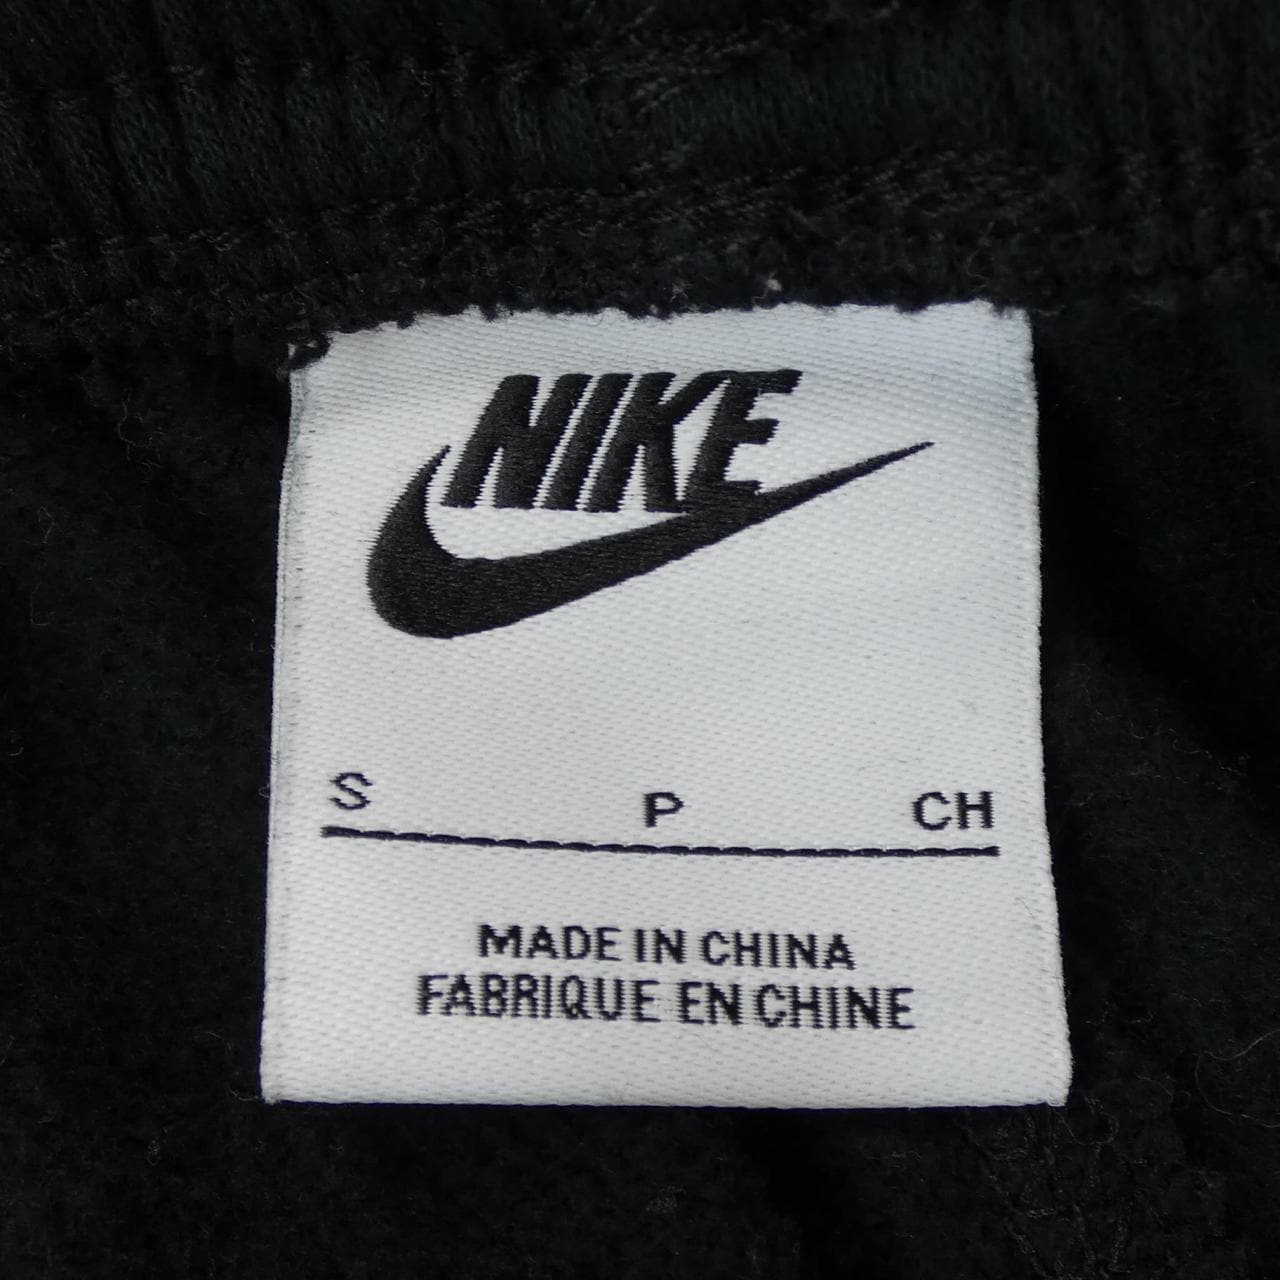 NIKE
S P CH
MADE IN CHINA
FABRIQUE EN CHINE